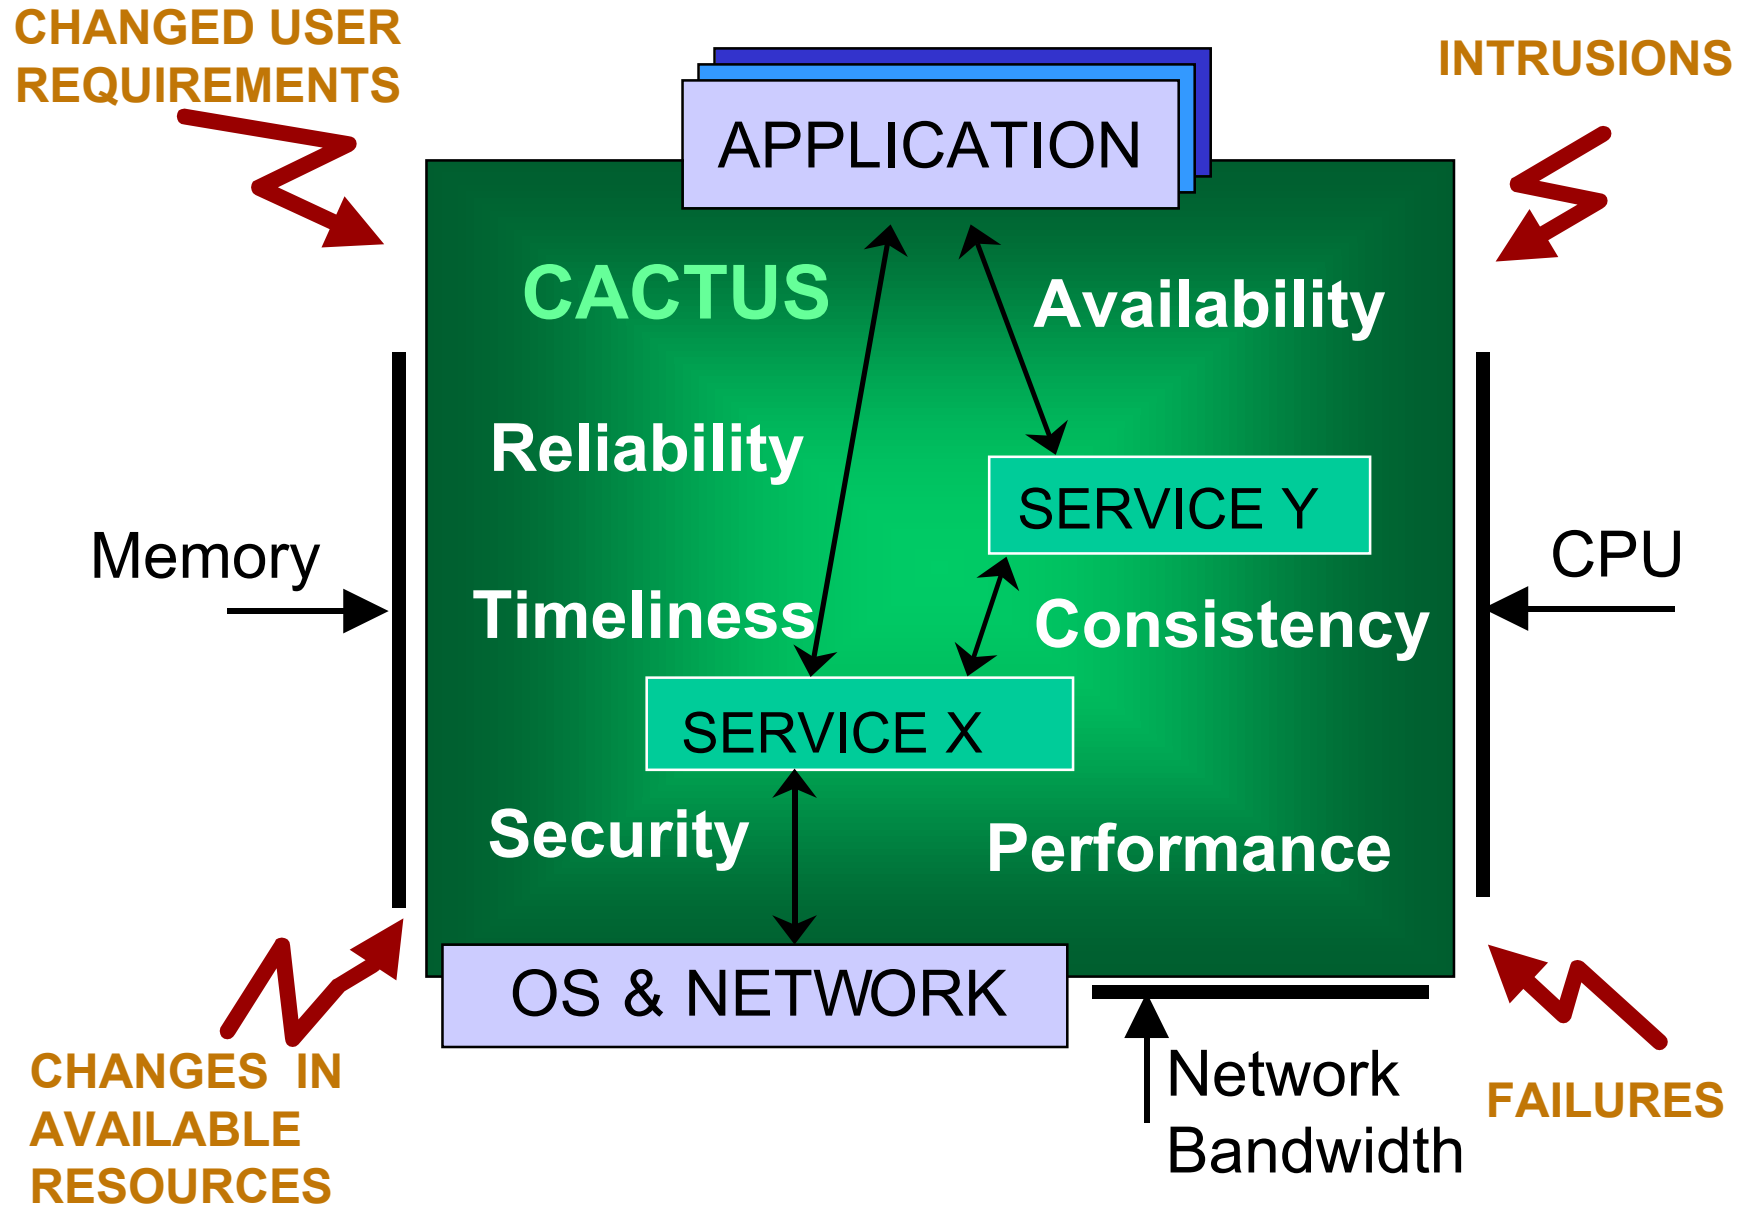 CHANGED USER
REQUIREMENTS
INTRUSIONS
APPLICATION
CACTUS
Availability
Reliability
SERVICE Y
Memory
CPU
Timeliness
Consistency
SERVICE X
Security
Performance
OS & NETWORK
CHANGES IN
AVAILABLE
RESOURCES
Network
Bandwidth
FAILURES